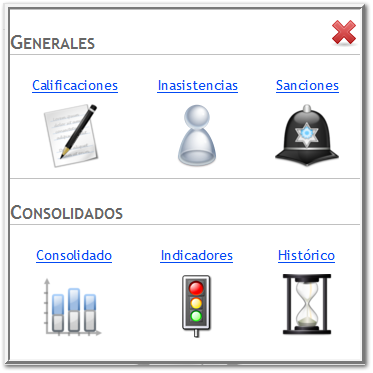 GENERALES
Calificaciones Inasistencias Sanciones
CONSOLIDADOS
Consolidado Indicadores Histórico